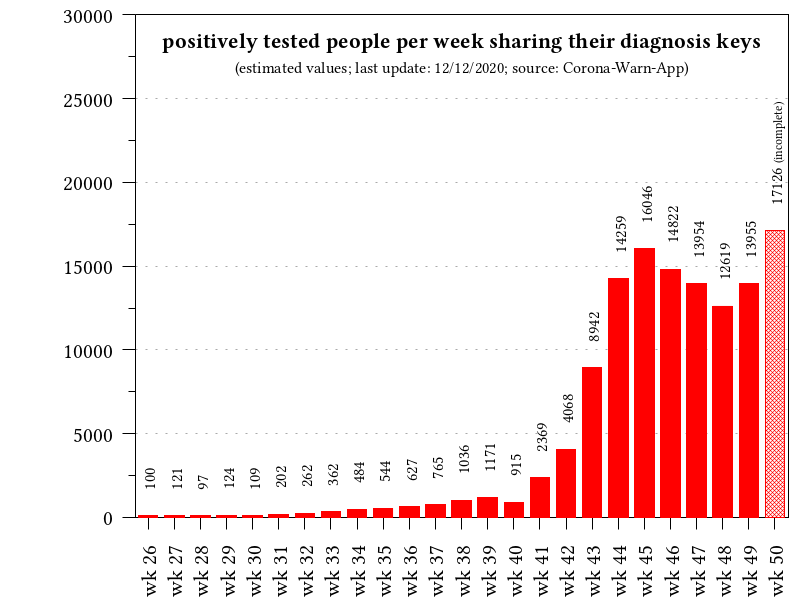 positively tested people per week sharing their diagnosis keys
(estimated values; last update: 12/12/2020; source: Corona-Warn-App)
30000
25000
20000
15000
10000
5000
0
100
121
97
124
109
202
262
362
484
544
627
765
1036
1171
915
2369
4068
8942
14259
16046
14822
13954
12619
13955
17126 (incomplete)
wk 26
wk 27
wk 28
wk 29
wk 30
wk 31
wk 32
wk 33
wk 34
wk 35
wk 36
wk 37
wk 38
wk 39
wk 40
wk 41
wk 42
wk 43
wk 44
wk 45
wk 46
wk 47
wk 48
wk 49
wk 50